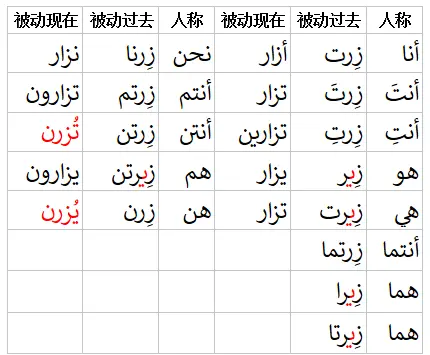 被动现在 被动过去 人称 被动现在 被动过去 人称
أنا زِرت أزار نحن زِرنا نزار
أنتَ زِرتَ تزار أنتم زِرتم تزارون
أنتِ زِرتِ تزارين أنتن زِرتن تُزرن
هو زِير يزار هم زِيرتن يزارون
هي زِيرت تزار هن زِرن يُزرن
أنتما زِرتما
هما زِيرا
هما زِيرتا